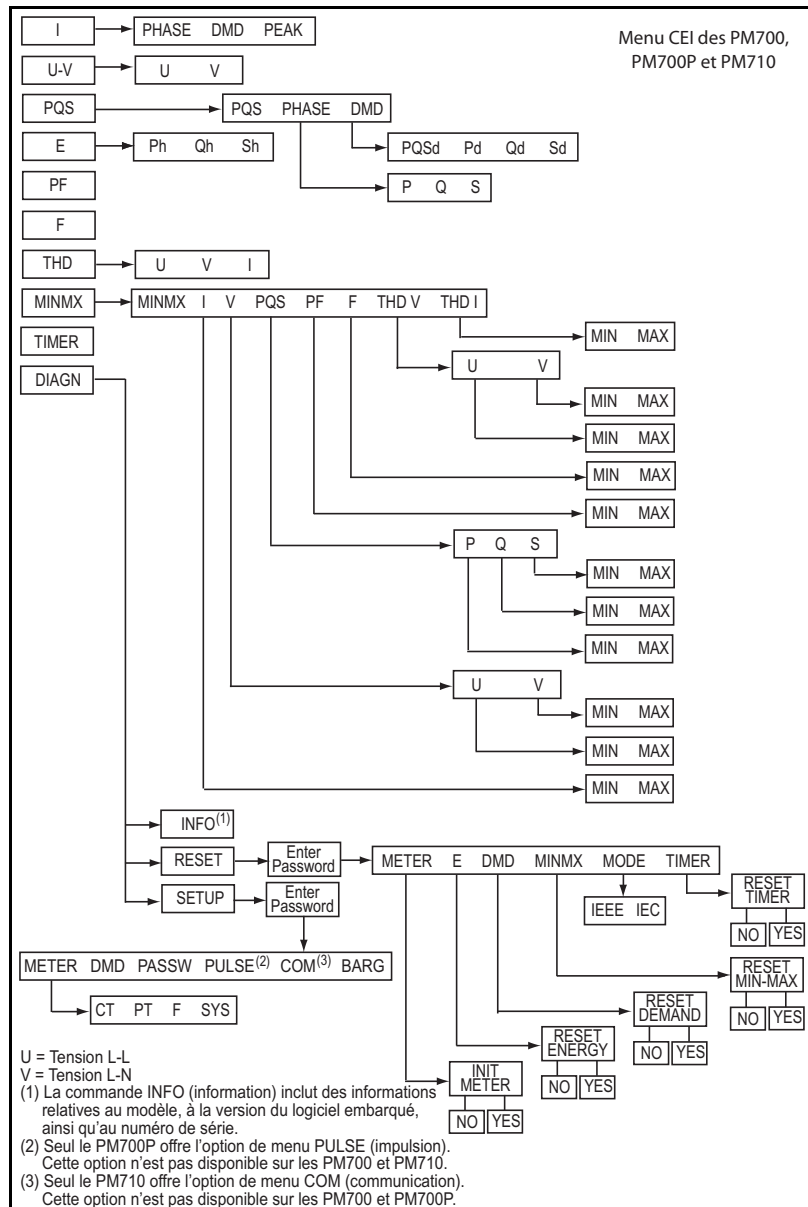 Menu CEI des PM700,
PM700P et PM710
I
PHASE DMD PEAK
U-V
U V
PQS
PQS PHASE DMD
E
Ph Qh Sh
PQSd Pd Qd Sd
PF
P Q S
F
THD
U V I
MINMX
MINMX I V PQS PF F THD V THD I
TIMER
MIN MAX
DIAGN
U V
MIN MAX
MIN MAX
MIN MAX
MIN MAX
P Q S
MIN MAX
MIN MAX
MIN MAX
U V
MIN MAX
MIN MAX
MIN MAX
INFO(1)
RESET
Enter
Password
METER E DMD MINMX MODE TIMER
SETUP
Enter
Password
IEEE IEC
RESET
TIMER
NO YES
METER DMD PASSW PULSE(2) COM(3) BARG
RESET
MIN-MAX
NO YES
CT PT F SYS
RESET
DEMAND
NO YES
RESET
ENERGY
NO YES
INIT
METER
NO YES
U = Tension L-L
V = Tension L-N
(1) La commande INFO (information) inclut des informations
relatives au modèle, à la version du logiciel embarqué,
ainsi qu'au numéro de série.
(2) Seul le PM700P offre l'option de menu PULSE (impulsion).
Cette option n'est pas disponible sur les PM700 et PM710.
(3) Seul le PM710 offre l'option de menu COM (communication).
Cette option n'est pas disponible sur les PM700 et PM700P.